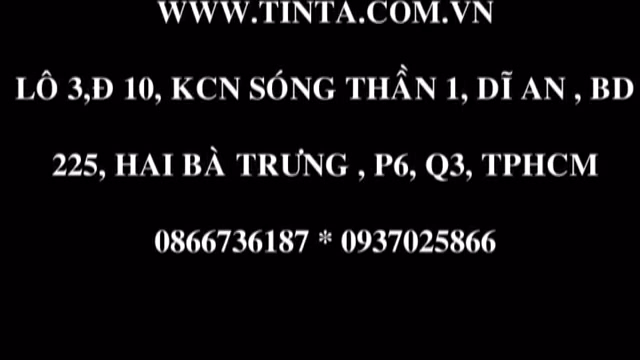 WWW.TINTA.COM.VN
LÔ 3,Đ 10, KCN SÓNG THẦN 1, DĨ AN , BD
225, HAI BÀ TRƯNG , P6, Q3, TPHCM
0866736187 * 0937025866